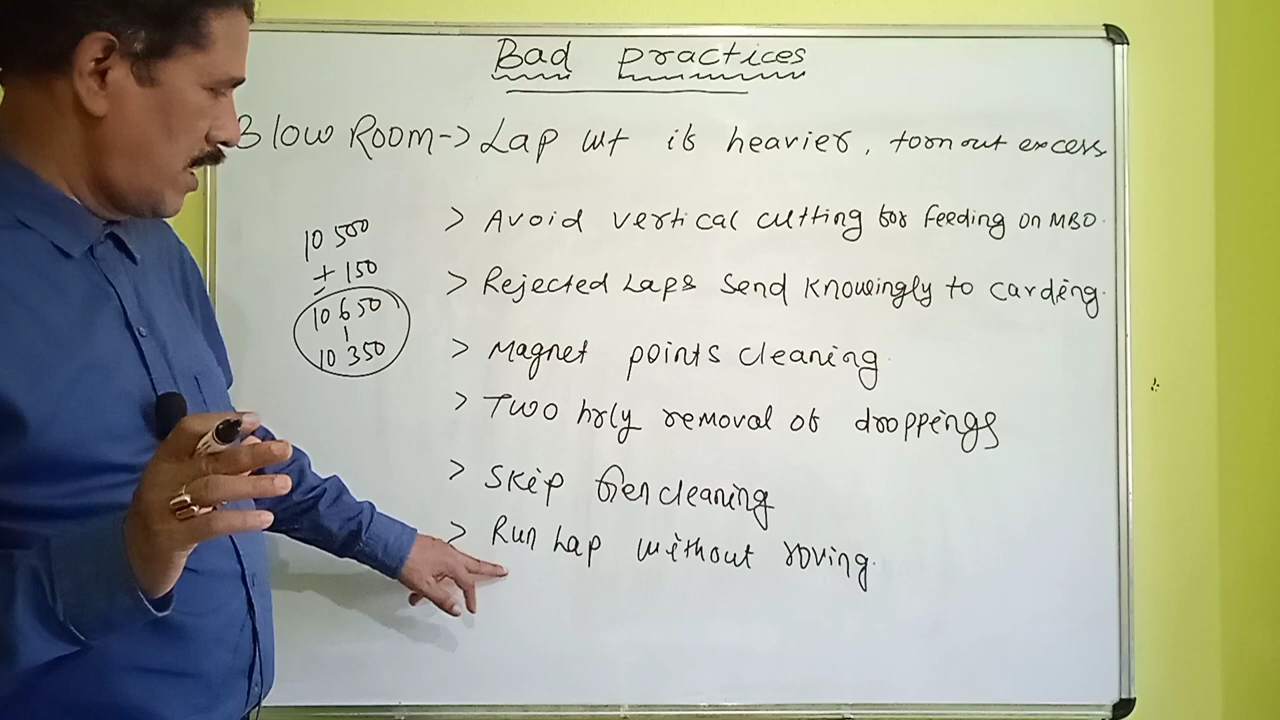 Bad practices
Blow Room -> Lap wt is heavier, torn out excess
> Avoid vertical cutting for feeding on MBO.
10 500
± 150
> Rejected Laps send knowingly to carding.
10 650
10 350
> Magnet points cleaning.
> Two hrly removal of droppings
> Skip Gen cleaning
> Run Lap without roving.